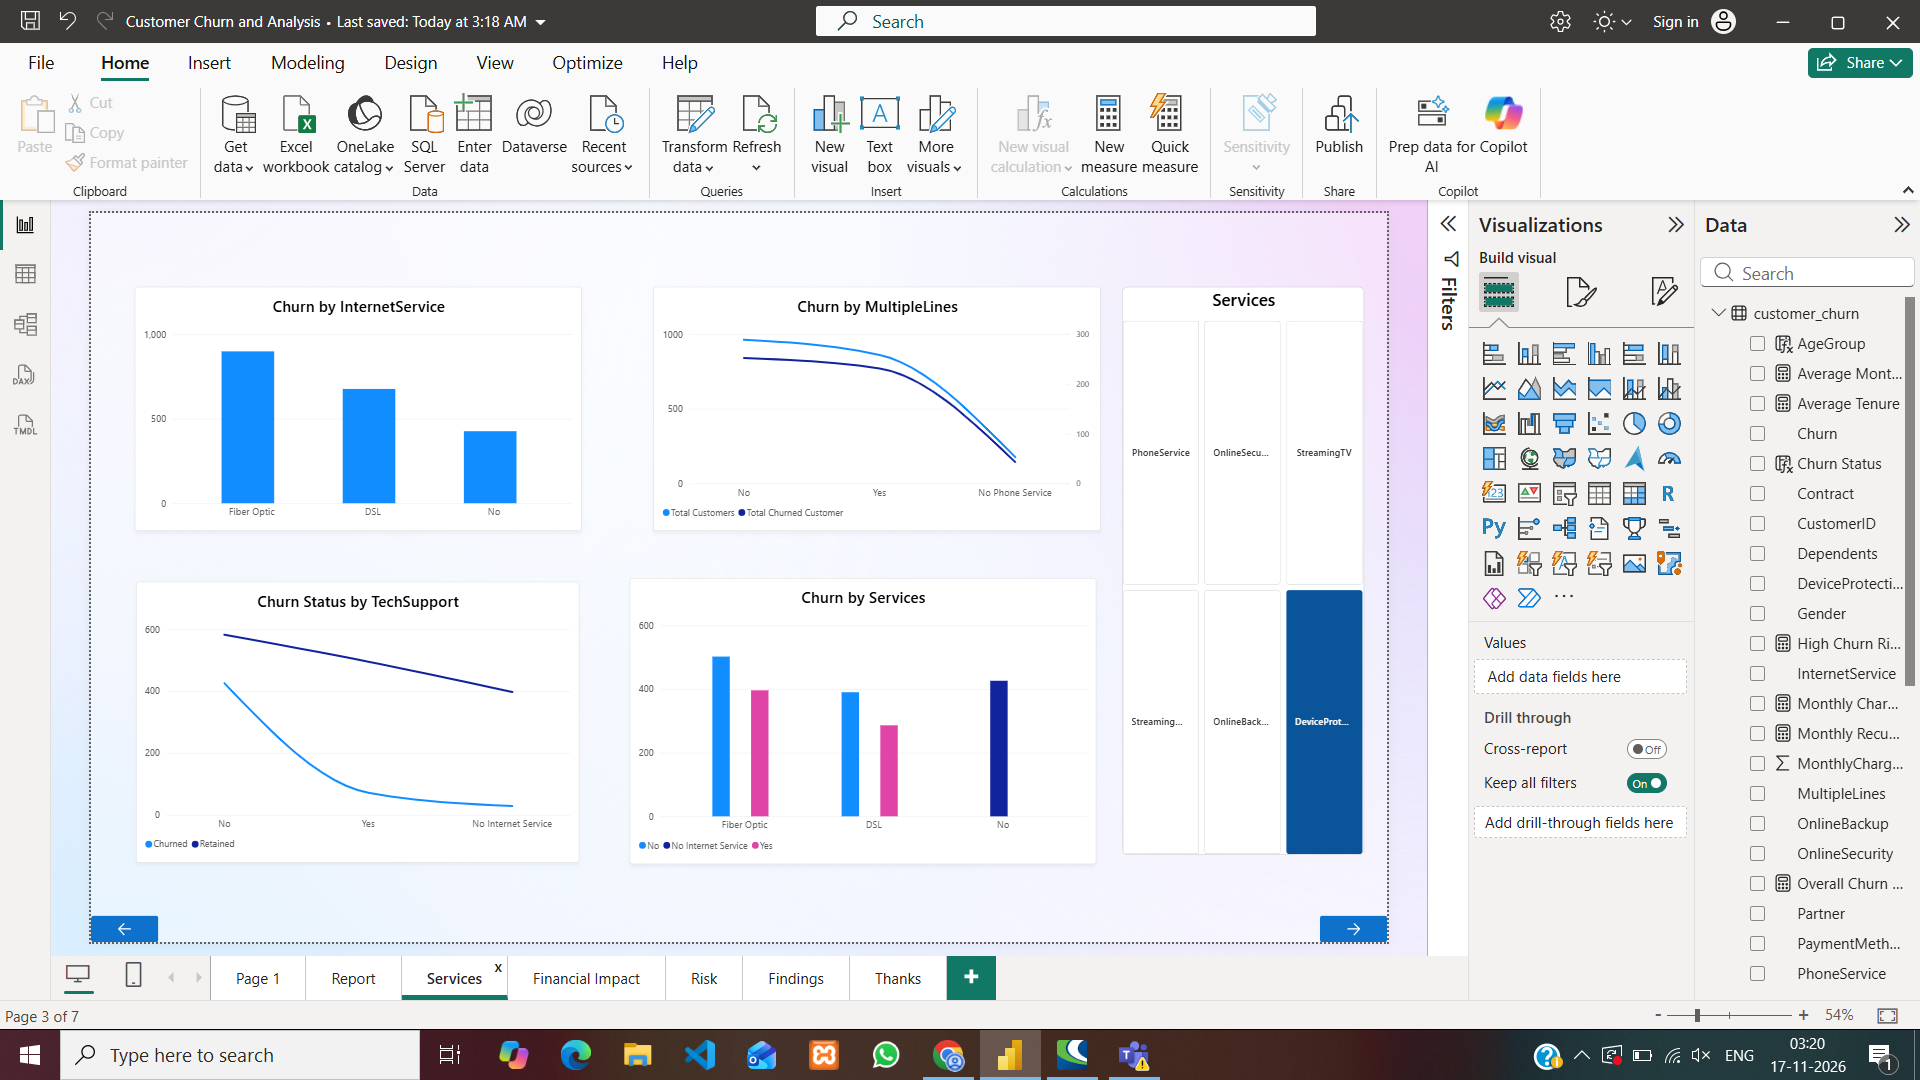 Customer Churn and Analysis • Last saved: Today at 3:18 AM
Search
Sign in
File
Home
Insert
Modeling
Design
View
Optimize
Help
Share
Paste
Cut
Copy
Format painter
Clipboard
Get data
Excel workbook
OneLake catalog
SQL Server
Enter data
Dataverse
Recent sources
Data
Transform data
Refresh
Queries
New visual
Text box
More visuals
Insert
New visual calculation
New measure
Quick measure
Calculations
Sensitivity
Sensitivity
Publish
Share
Prep data for AI
Copilot
Copilot
Churn by InternetService
1,000
500
0
Fiber Optic
DSL
No
Churn by MultipleLines
1000
500
0
300
200
100
0
No
Yes
No Phone Service
Total Customers
Total Churned Customer
Churn Status by TechSupport
600
400
200
0
No
Yes
No Internet Service
Churned
Retained
Churn by Services
600
400
200
0
Fiber Optic
DSL
No
No
No Internet Service
Yes
Services
PhoneService
OnlineSecu...
StreamingTV
Streaming...
OnlineBack...
DeviceProt...
Filters
Visualizations
Build visual
123
R
Py
Values
Add data fields here
Drill through
Cross-report
Off
Keep all filters
On
Add drill-through fields here
Data
Search
customer_churn
AgeGroup
Average Mont...
Average Tenure
Churn
Churn Status
Contract
CustomerID
Dependents
DeviceProtecti...
Gender
High Churn Ri...
InternetService
Monthly Char...
Monthly Recu...
MonthlyCharg...
MultipleLines
OnlineBackup
OnlineSecurity
Overall Churn ...
Partner
PaymentMeth...
PhoneService
DAX
TMDL
Page 1
Report
Services
x
Financial Impact
Risk
Findings
Thanks
+
Page 3 of 7
- + 54%
Type here to search
ENG
03:20
17-11-2026
1